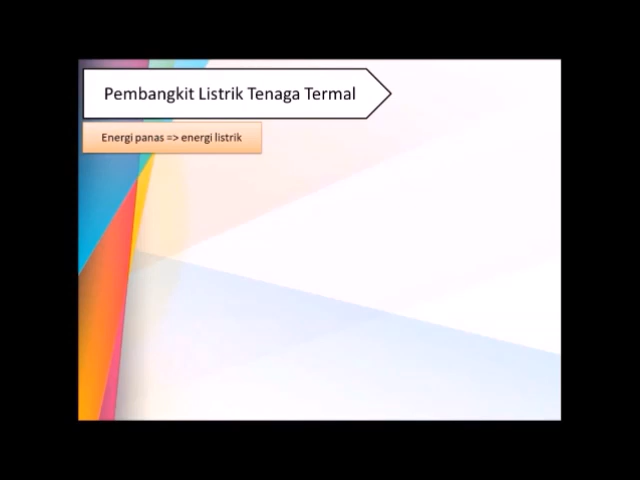 Pembangkit Listrik Tenaga Termal
Energi panas => energi listrik